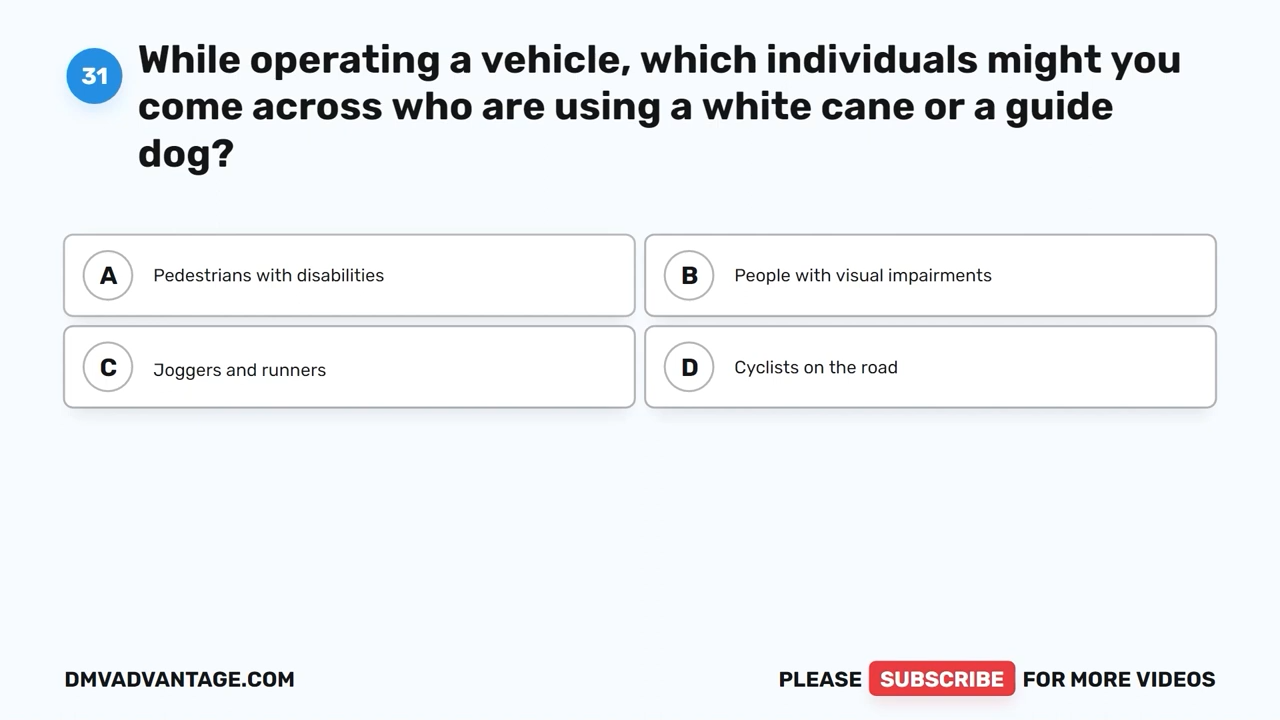 31
While operating a vehicle, which individuals might you
come across who are using a white cane or a guide
dog?
A Pedestrians with disabilities
B People with visual impairments
C Joggers and runners
D Cyclists on the road
DMVADVANTAGE.COM
PLEASE SUBSCRIBE FOR MORE VIDEOS